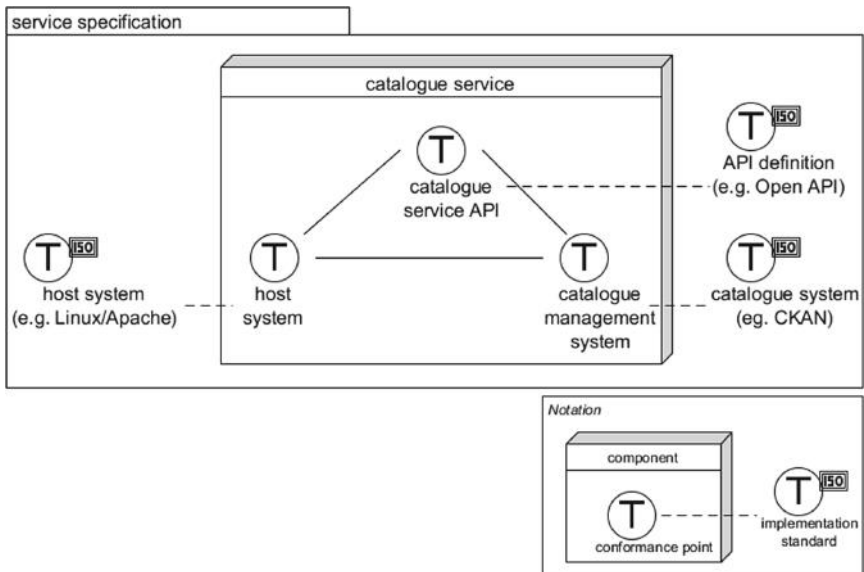 service specification
catalogue service
T
T ISO
API definition
(e.g. Open API)
catalogue
service API
T ISO
host system
(e.g. Linux/Apache)
T
host
system
T
catalogue
management
system
T ISO
catalogue system
(eg. CKAN)
Notation
component
T
conformance point
T ISO
implementation
standard